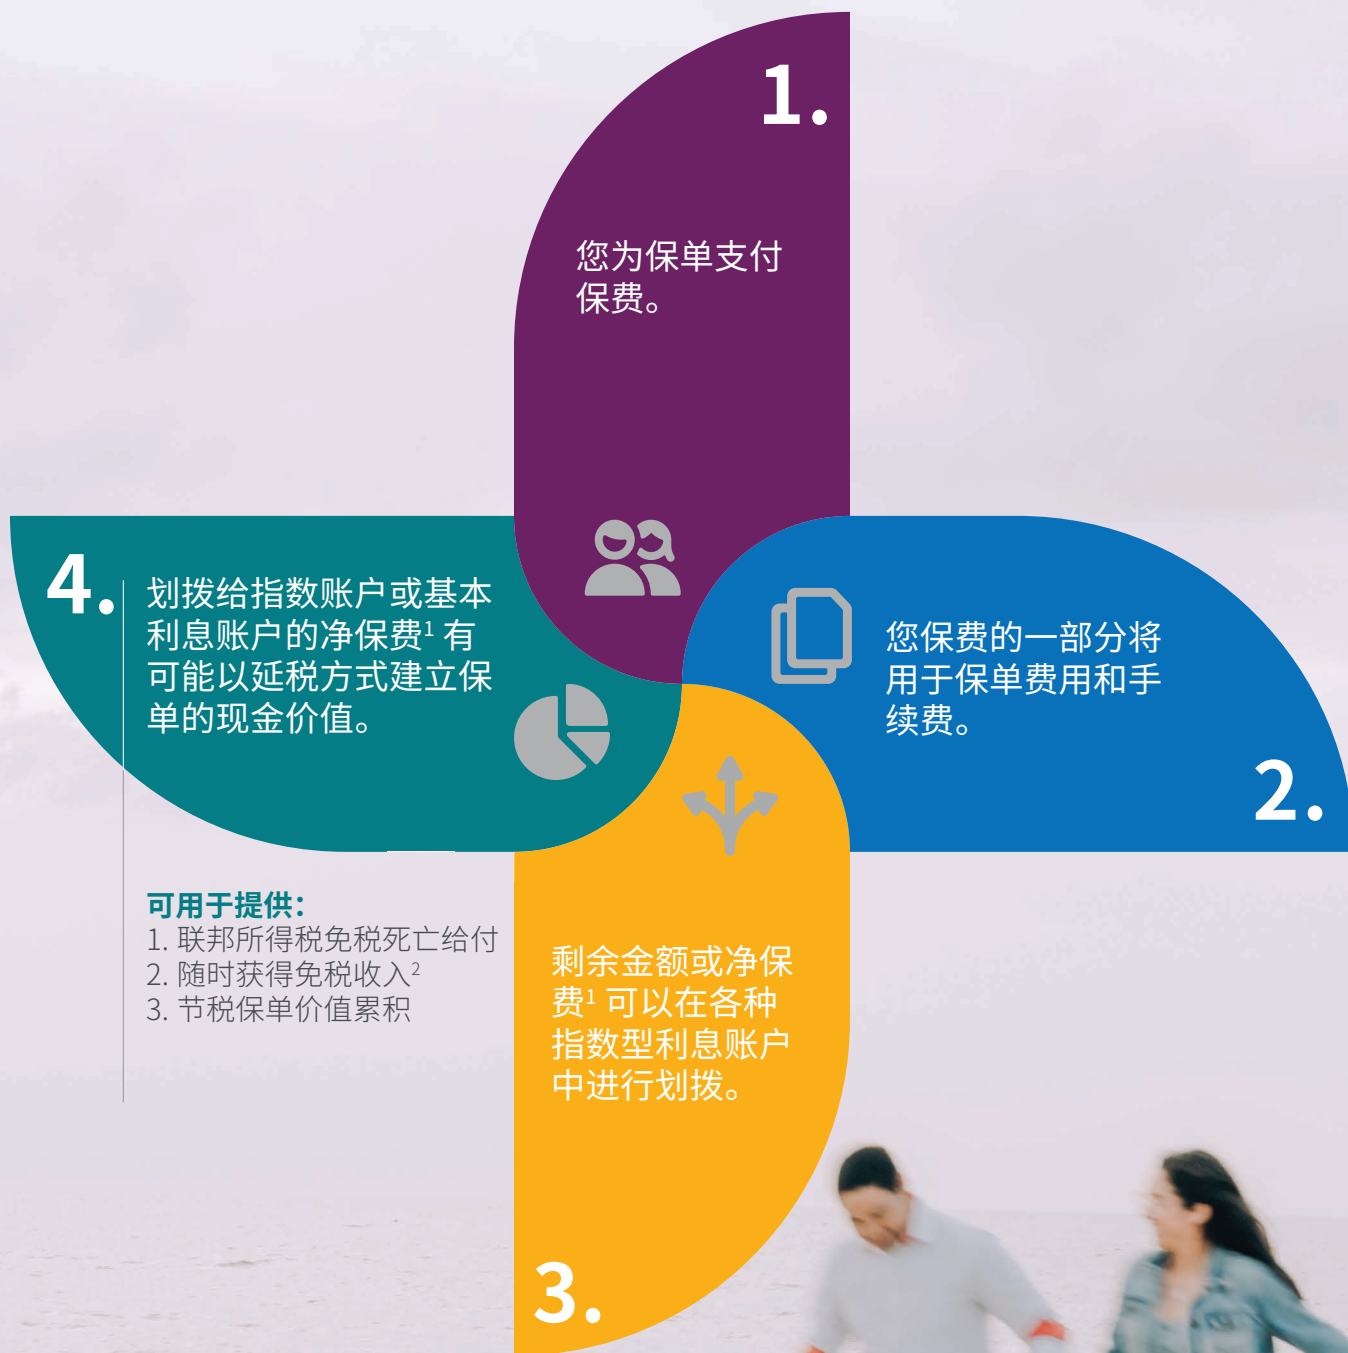 1.
您为保单支付
保费。
2.
您保费的一部分将
用于保单费用和手
续费。
3.
剩余金额或净保
费¹ 可以在各种
指数型利息账户
中进行划拨。
4.
划拨给指数账户或基本
利息账户的净保费¹ 有
可能以延税方式建立保
单的现金价值。
可用于提供：
1. 联邦所得税免税死亡给付
2. 随时获得免税收入²
3. 节税保单价值累积